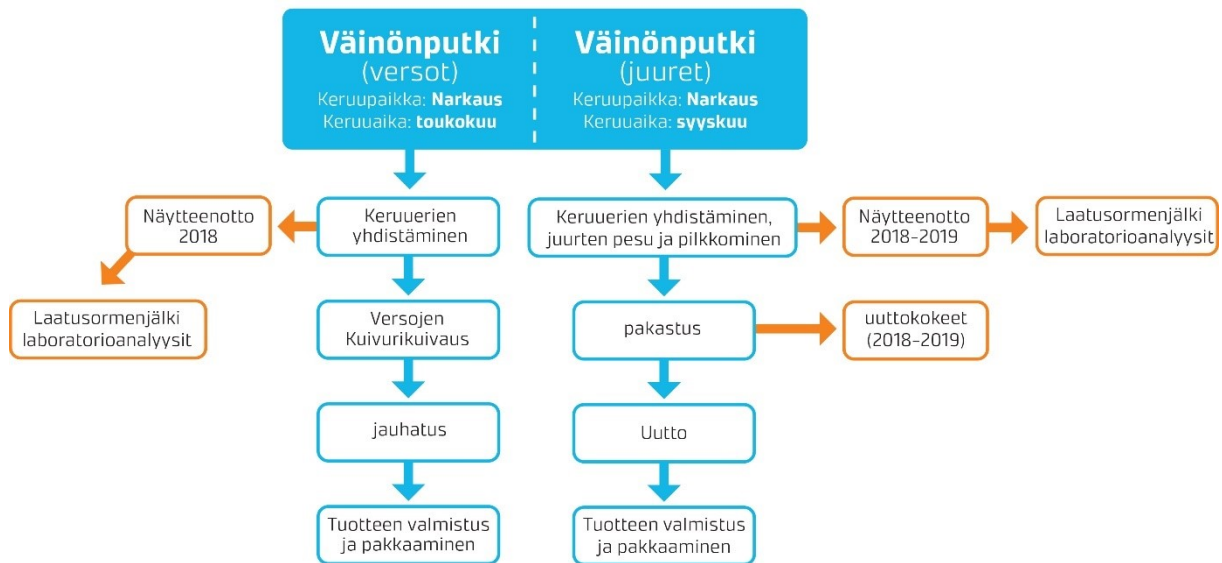 Väinönputki
(versot)
Keruupaikka: Narkaus
Keruuaika: toukokuu
Väinönputki
(juuret)
Keruupaikka: Narkaus
Keruuaika: syyskuu
Näytteenotto
2018
Keruuerien
yhdistäminen
Keruuerien yhdistäminen,
juurten pesu ja pilkkominen
Näytteenotto
2018-2019
Laatusormenjälki
laboratorioanalyysit
Laatusormenjälki
laboratorioanalyysit
Versojen
Kuivurikuivaus
pakastus
uuttokokeet
(2018-2019)
jauhatus
Uutto
Tuotteen valmistus
ja pakkaaminen
Tuotteen valmistus
ja pakkaaminen